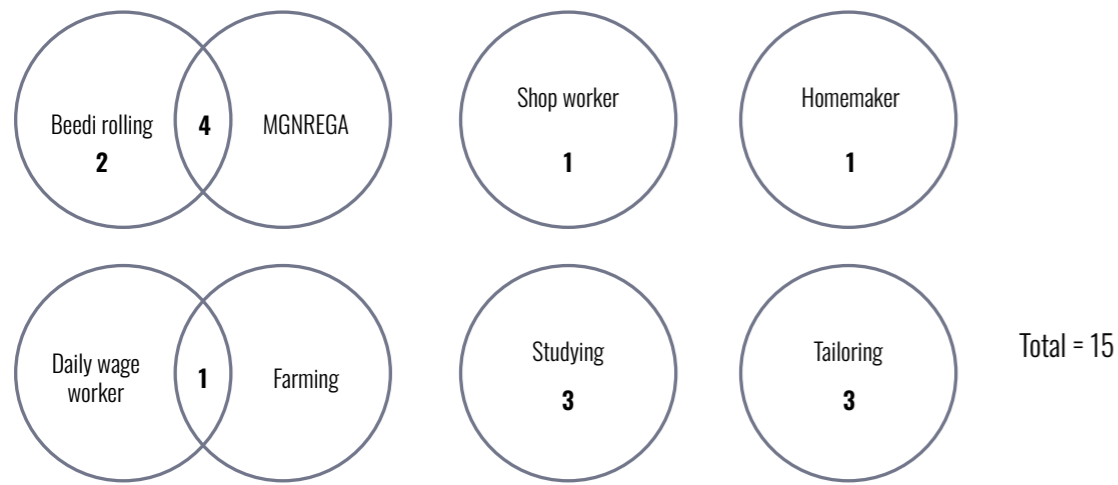 Beedi rolling
2
4
MGNREGA
Shop worker
1
Homemaker
1
Daily wage
worker
1
Farming
Studying
3
Tailoring
3
Total = 15